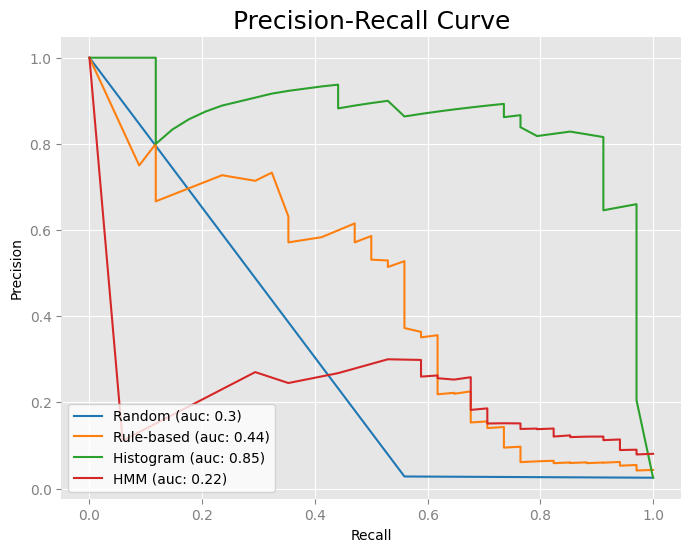 Precision-Recall Curve
1.0
0.8
0.6
0.4
0.2
0.0
Precision
Random (auc: 0.3)
Rule-based (auc: 0.44)
Histogram (auc: 0.85)
HMM (auc: 0.22)
0.0 0.2 0.4 0.6 0.8 1.0
Recall